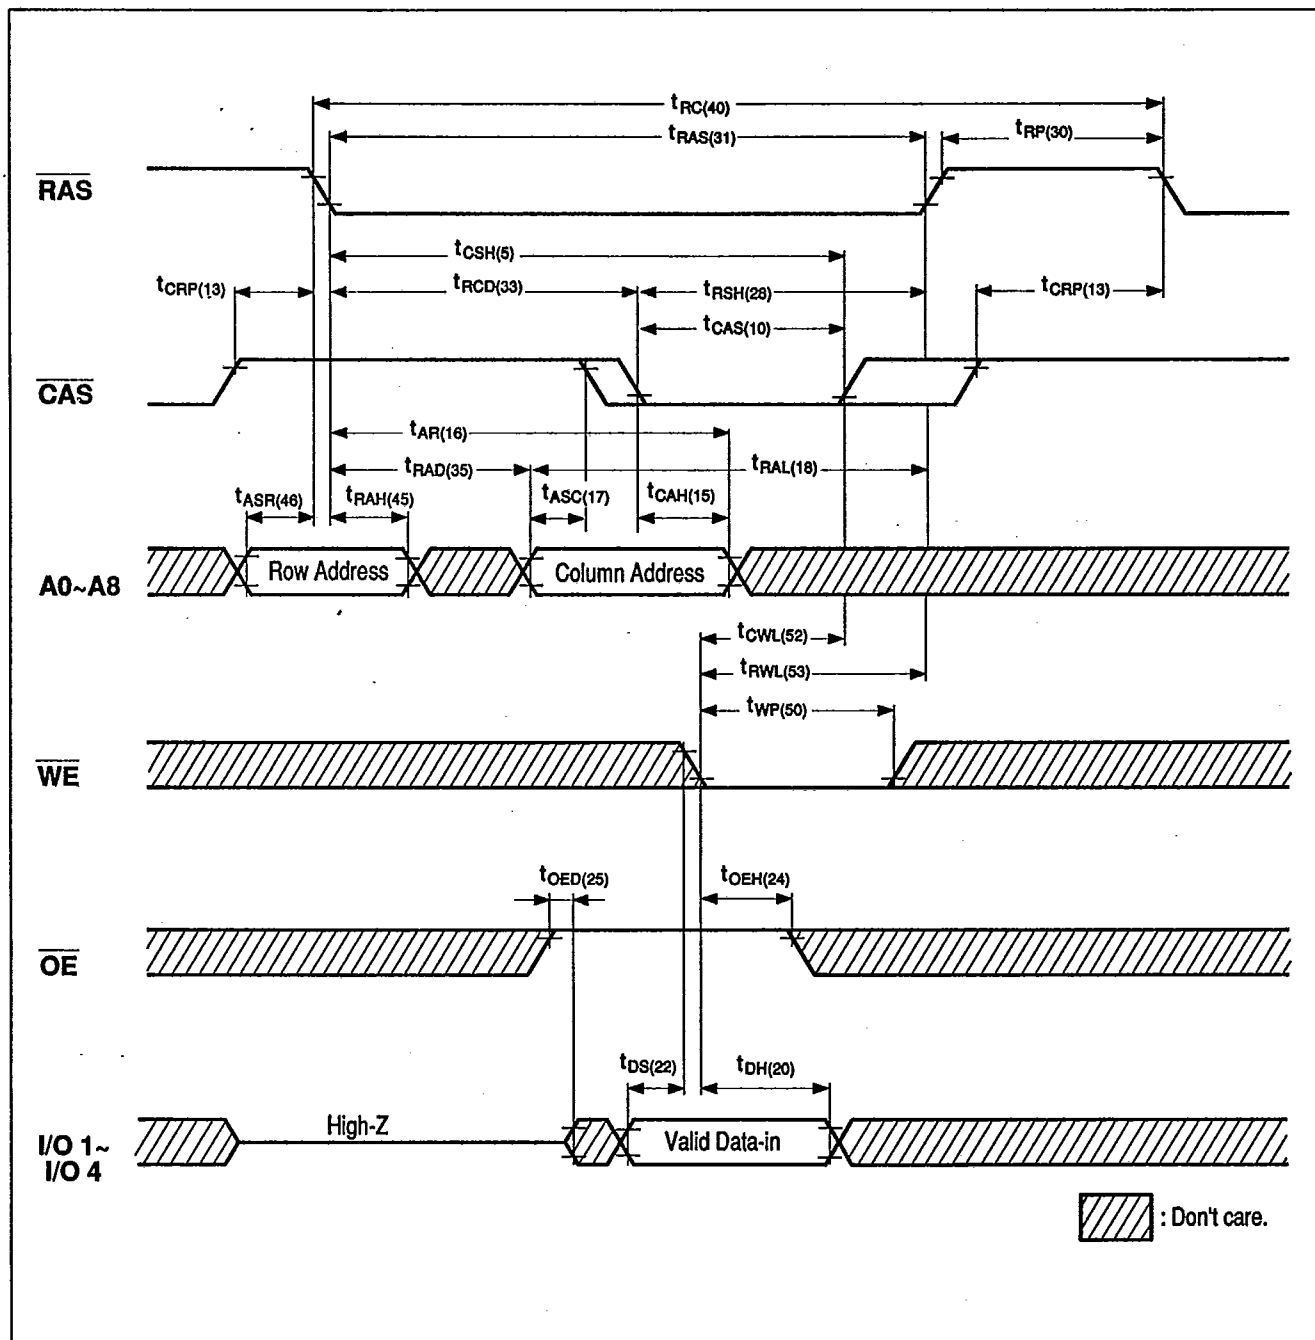 tRC(40)
tRAS(31)
tRP(30)
RAS
tCSH(5)
tCRP(13)
tRCD(33)
tRSH(28)
tCRP(13)
tCAS(10)
CAS
tAR(16)
tRAD(35)
tRAL(18)
tASR(46)
tRAH(45)
tASC(17)
tCAH(15)
A0~A8
Row Address
Column Address
tCWL(52)
tRWL(53)
tWP(50)
WE
tOED(25)
tOEH(24)
OE
tDS(22)
tDH(20)
I/O 1~
I/O 4
High-Z
Valid Data-in
: Don't care.